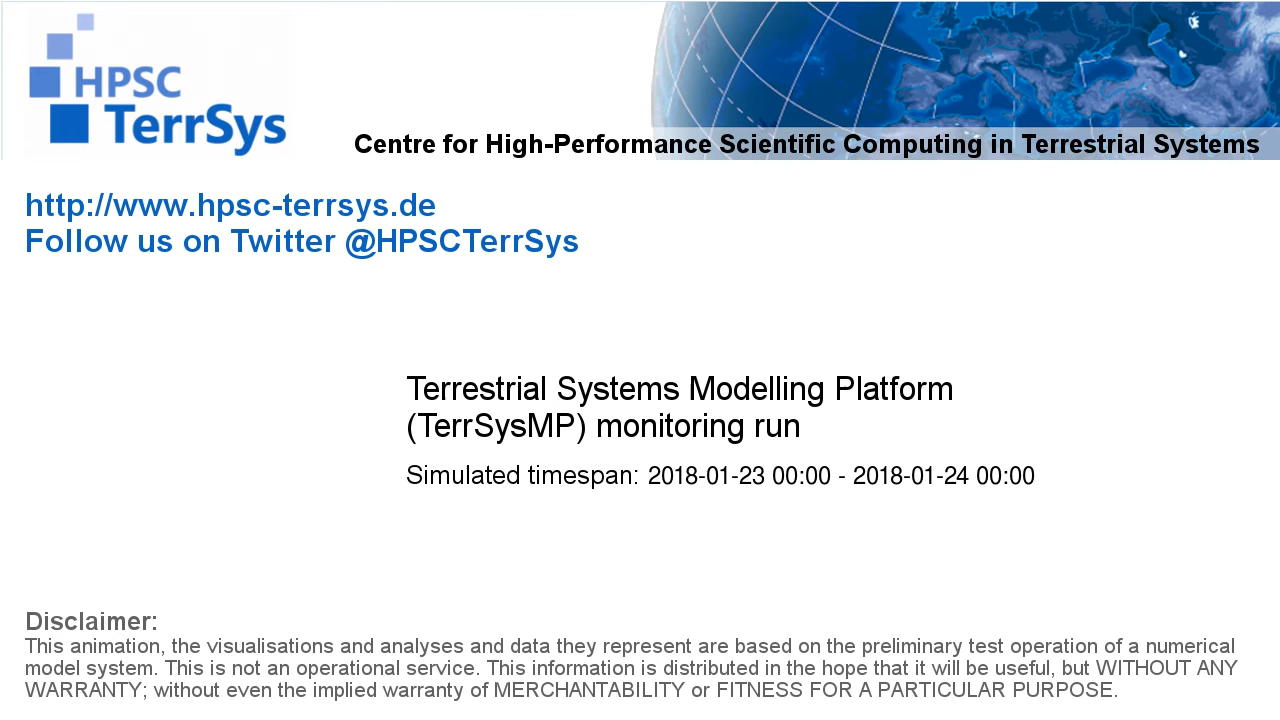 HPSC
TerrSys
Centre for High-Performance Scientific Computing in Terrestrial Systems
http://www.hpsc-terrsys.de
Follow us on Twitter @HPSCTerrSys
Terrestrial Systems Modelling Platform
(TerrSysMP) monitoring run
Simulated timespan: 2018-01-23 00:00 - 2018-01-24 00:00
Disclaimer:
This animation, the visualisations and analyses and data they represent are based on the preliminary test operation of a numerical
model system. This is not an operational service. This information is distributed in the hope that it will be useful, but WITHOUT ANY
WARRANTY; without even the implied warranty of MERCHANTABILITY or FITNESS FOR A PARTICULAR PURPOSE.